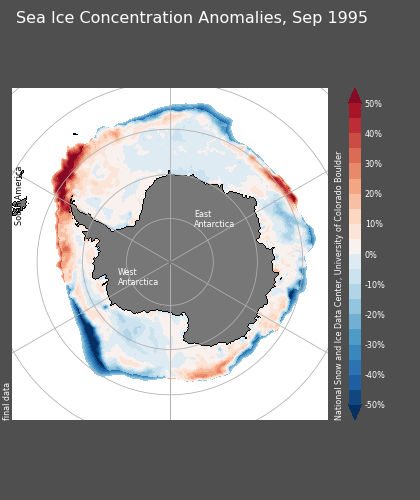 Sea Ice Concentration Anomalies, Sep 1995
South America
East
Antarctica
West
Antarctica
final data
National Snow and Ice Data Center, University of Colorado Boulder
50%
40%
30%
20%
10%
0%
-10%
-20%
-30%
-40%
-50%